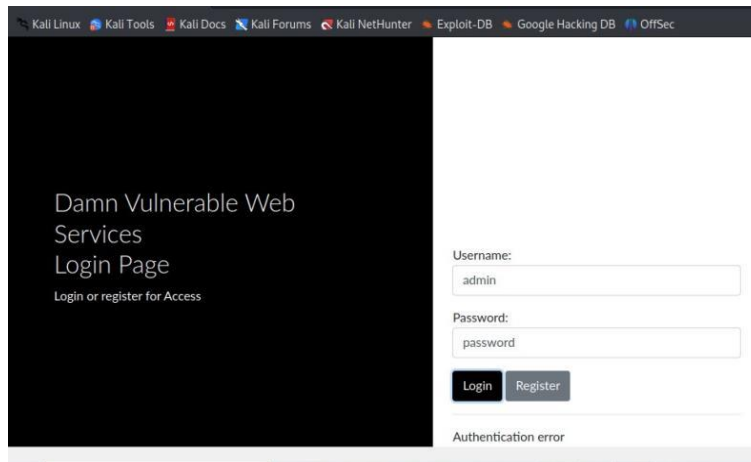 Kali Linux Kali Tools Kali Docs Kali Forums Kali NetHunter Exploit-DB Google Hacking DB OffSec
Damn Vulnerable Web
Services
Login Page
Login or register for Access
Username:
admin
Password:
password
Login Register
Authentication error